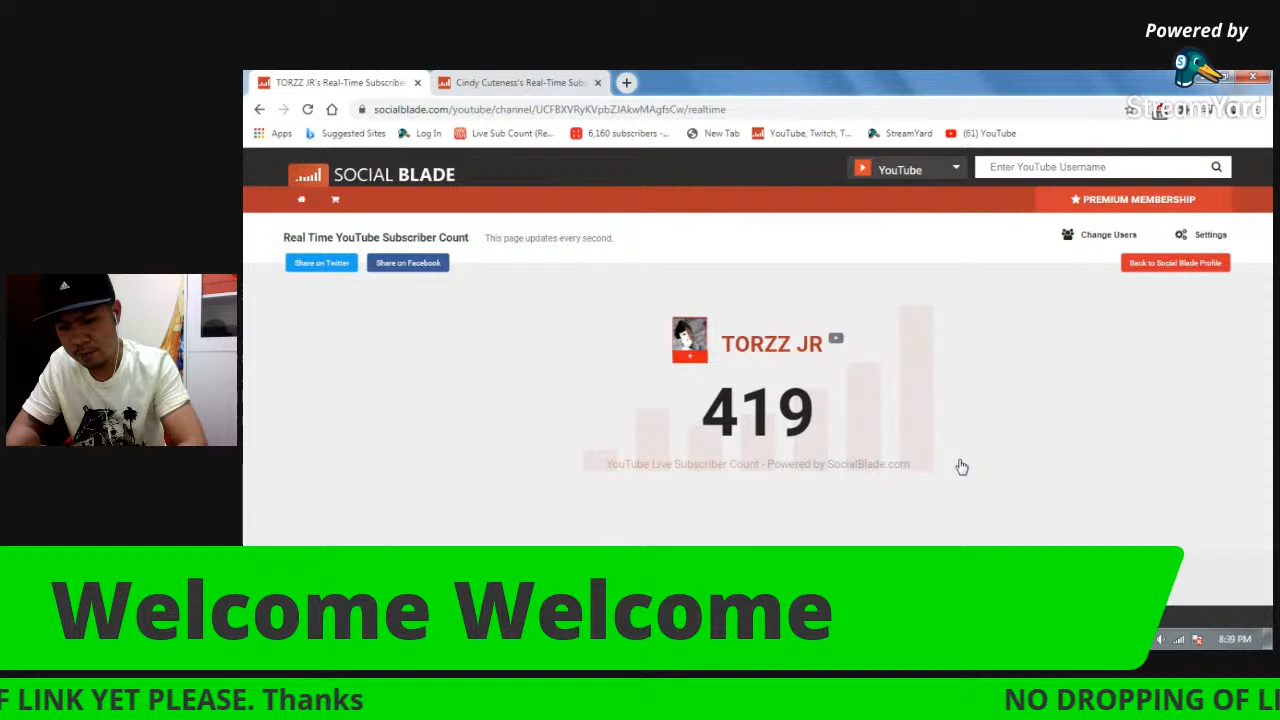 Powered by
StreamYard
TORZZ JR's Real-Time Subscribe
Cindy Cuteness's Real-Time Sub
socialblade.com/youtube/channel/UCFBXVRyKVpbZJAkwMAgfsCw/realtime
Apps Suggested Sites Log In Live Sub Count (Re... 6,160 subscribers -... New Tab YouTube, Twitch, T... StreamYard (61) YouTube
SOCIAL BLADE
YouTube
Enter YouTube Username
PREMIUM MEMBERSHIP
Real Time YouTube Subscriber Count This page updates every second.
Change Users Settings
Share on Twitter Share on Facebook
Back to Social Blade Profile
TORZZ JR
419
YouTube Live Subscriber Count - Powered by SocialBlade.com
Welcome Welcome
8:39 PM
F LINK YET PLEASE. Thanks NO DROPPING OF LI